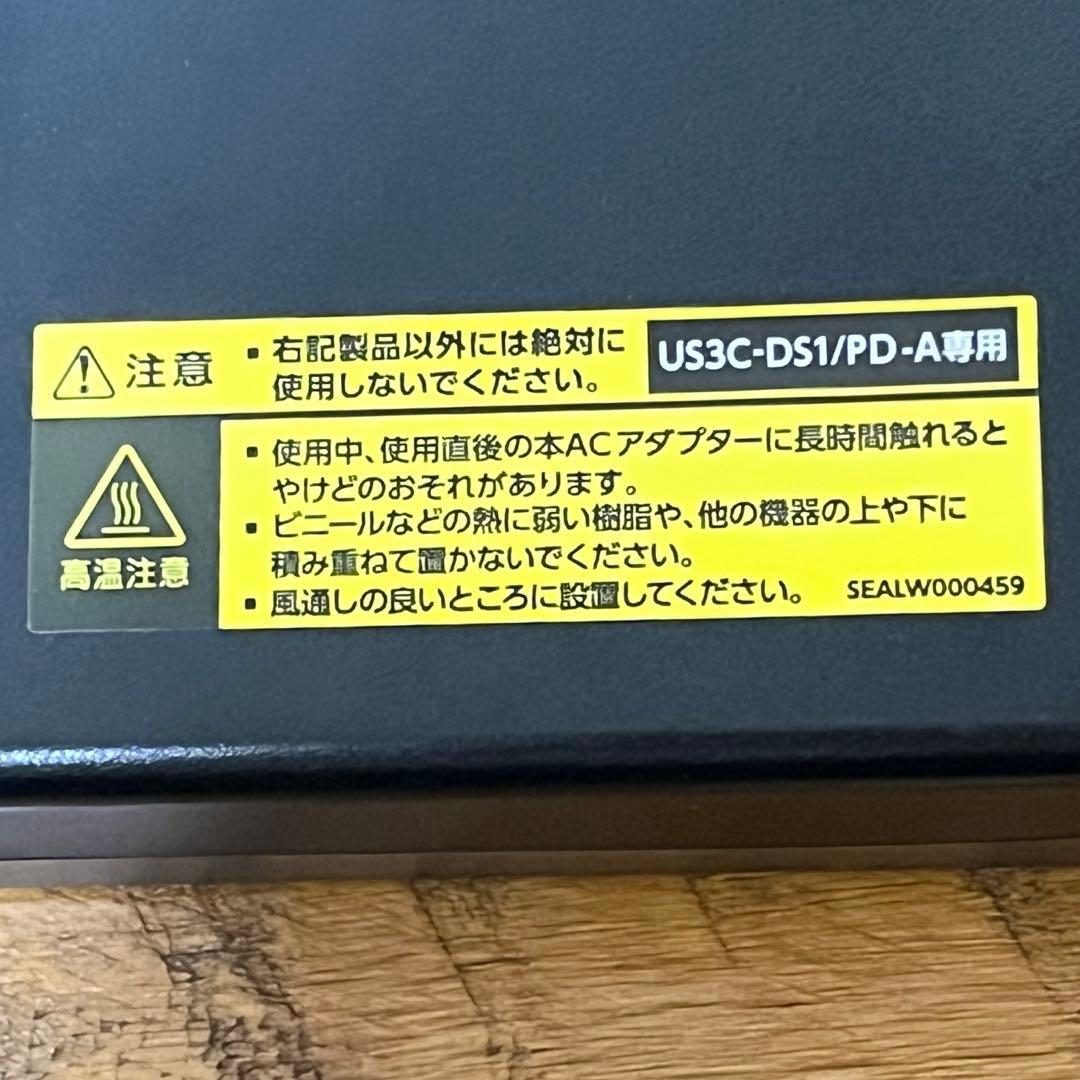 注意
▪ 右記製品以外には絶対に
使用しないでください。
US3C-DS1/PD-A専用
高温注意
▪ 使用中、使用直後の本ACアダプターに長時間触れると
やけどのおそれがあります。
▪ ビニールなどの熱に弱い樹脂や、他の機器の上や下に
積み重ねて置かないでください。
▪ 風通しの良いところに設置してください。
SEALW000459